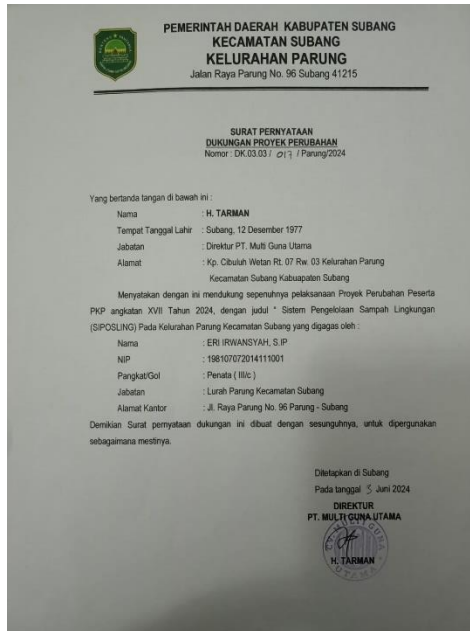 PEMERINTAH DAERAH KABUPATEN SUBANG
KECAMATAN SUBANG
KELURAHAN PARUNG
Jalan Raya Parung No. 96 Subang 41215
SURAT PERNYATAAN
DUKUNGAN PROYEK PERUBAHAN
Nomor : DK.03.03 / 017 / Parung/2024
Yang bertanda tangan di bawah ini :
Nama : H. TARMAN
Tempat Tanggal Lahir : Subang, 12 Desember 1977
Jabatan : Direktur PT. Multi Guna Utama
Alamat : Kp. Cibuluh Wetan Rt. 07 Rw. 03 Kelurahan Parung
Kecamatan Subang Kabuapaten Subang
Menyatakan dengan ini mendukung sepenuhnya pelaksanaan Proyek Perubahan Peserta
PKP angkatan XVII Tahun 2024, dengan judul " Sistem Pengelolaan Sampah Lingkungan
(SIPOSLING) Pada Kelurahan Parung Kecamatan Subang yang digagas oleh :
Nama : ERI IRWANSYAH, S.IP
NIP : 198107072014111001
Pangkat/Gol : Penata ( III/c )
Jabatan : Lurah Parung Kecamatan Subang
Alamat Kantor : Jl. Raya Parung No. 96 Parung - Subang
Demikian Surat pernyataan dukungan ini dibuat dengan sesungguhnya, untuk dipergunakan
sebagaimana mestinya.
Ditetapkan di Subang
Pada tanggal 3 Juni 2024
DIREKTUR
PT. MULTI GUNA UTAMA
CV. MULTI GUNA
UTAMA
H. TARMAN